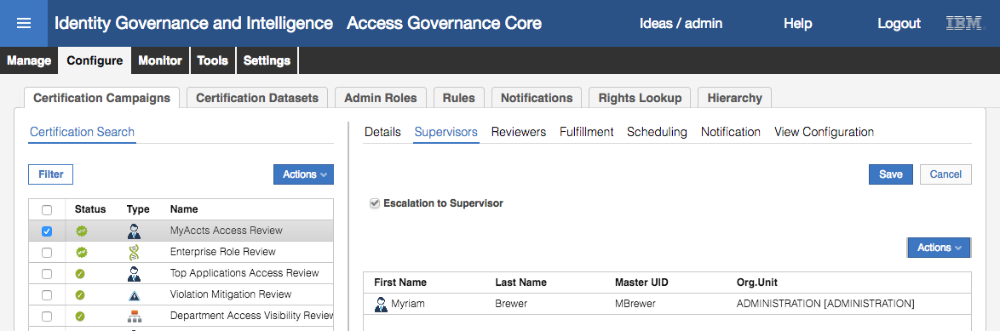 Identity Governance and Intelligence Access Governance Core Ideas / admin Help Logout IBM
Manage Configure Monitor Tools Settings
Certification Campaigns Certification Datasets Admin Roles Rules Notifications Rights Lookup Hierarchy
Certification Search
Details Supervisors Reviewers Fulfillment Scheduling Notification View Configuration
Filter Actions
Save Cancel
Escalation to Supervisor
Status Type Name
MyAccts Access Review
Enterprise Role Review
Top Applications Access Review
Violation Mitigation Review
Department Access Visibility Review
Actions
First Name Last Name Master UID Org.Unit
Myriam Brewer MBrewer ADMINISTRATION [ADMINISTRATION]